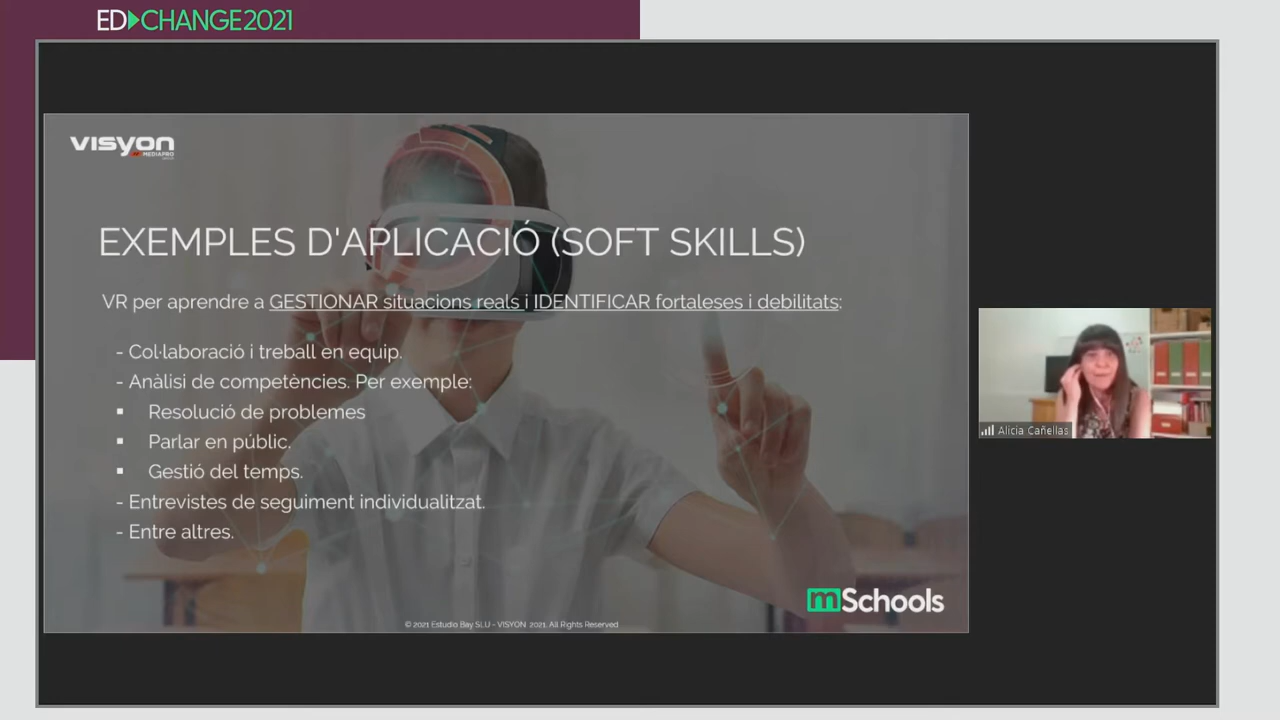 ED CHANGE2021
VISYON
MEDIAPRO
EXEMPLES D'APLICACIÓ (SOFT SKILLS)
VR per aprendre a GESTIONAR situacions reals i IDENTIFICAR fortaleses i debilitats:
- Col·laboració i treball en equip.
- Anàlisi de competències. Per exemple:
▪ Resolució de problemes
▪ Parlar en públic.
▪ Gestió del temps.
- Entrevistes de seguiment individualitzat.
- Entre altres.
Alicia Cañellas
mSchools
© 2021 Estudio Bay SLU - VISYON 2021. All Rights Reserved